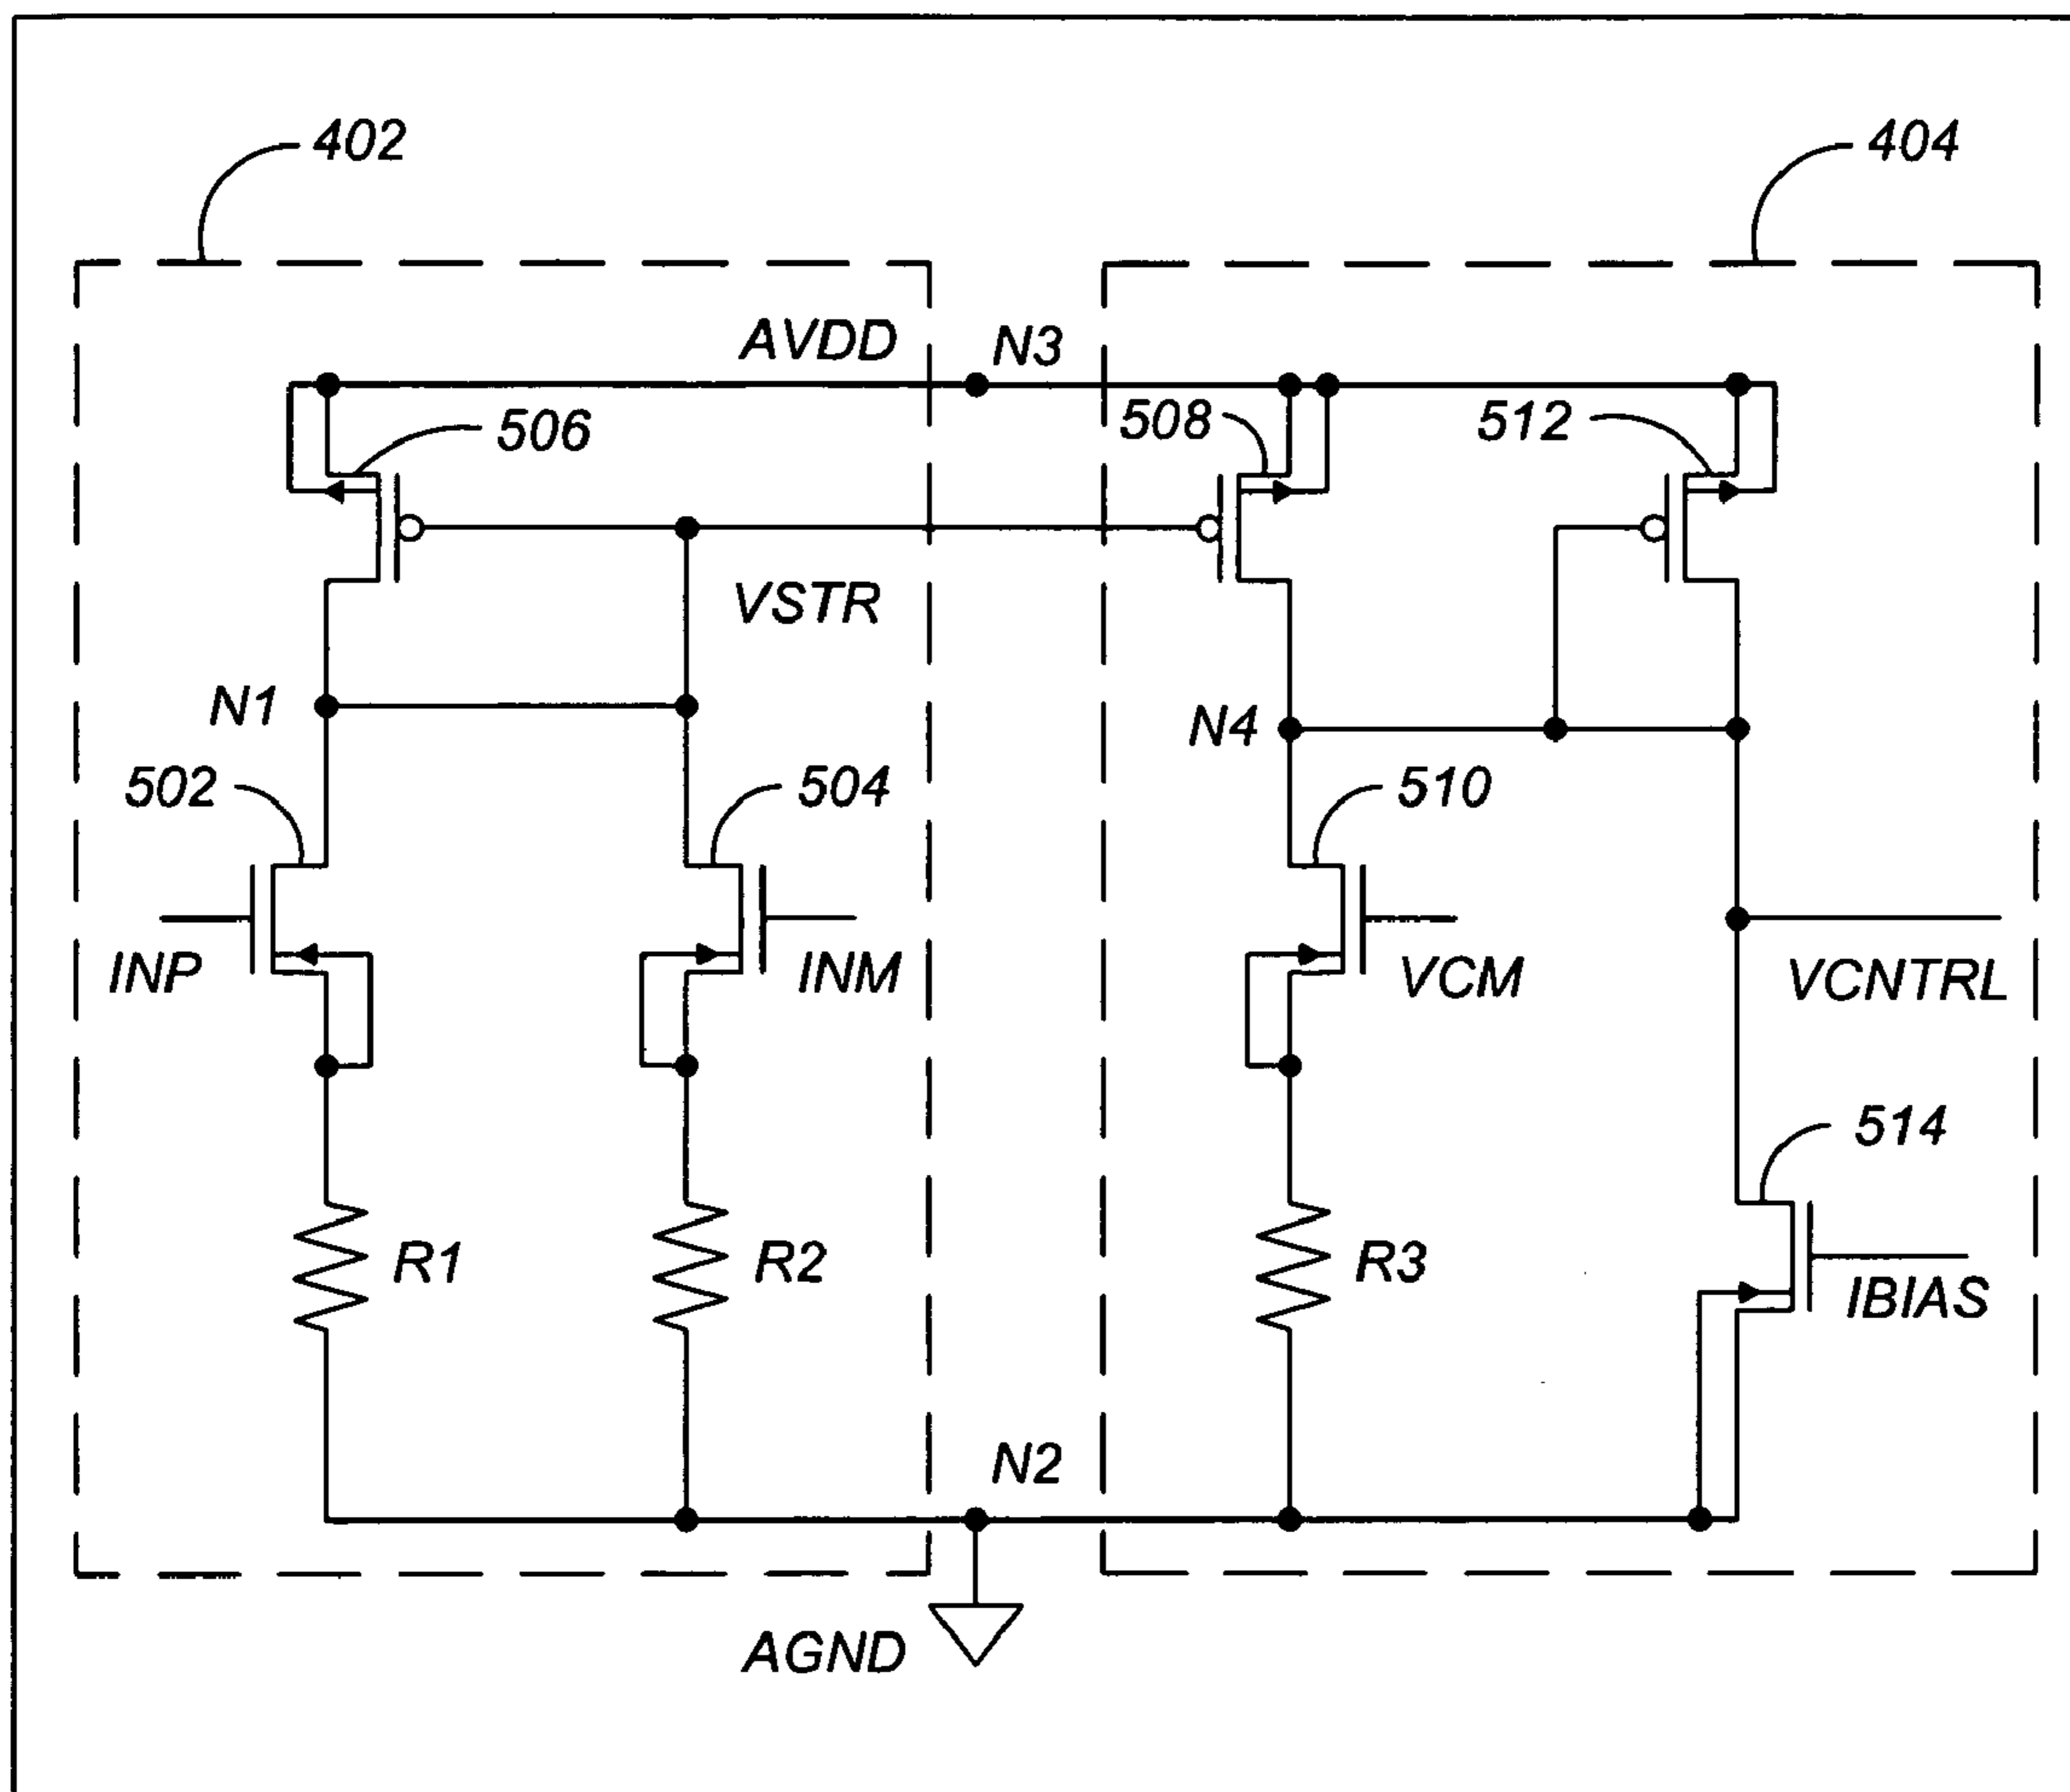 402
404
AVDD
N3
506
508
512
VSTR
N1
N4
502
504
510
INP
INM
VCM
VCNTRL
514
R1
R2
R3
IBIAS
N2
AGND